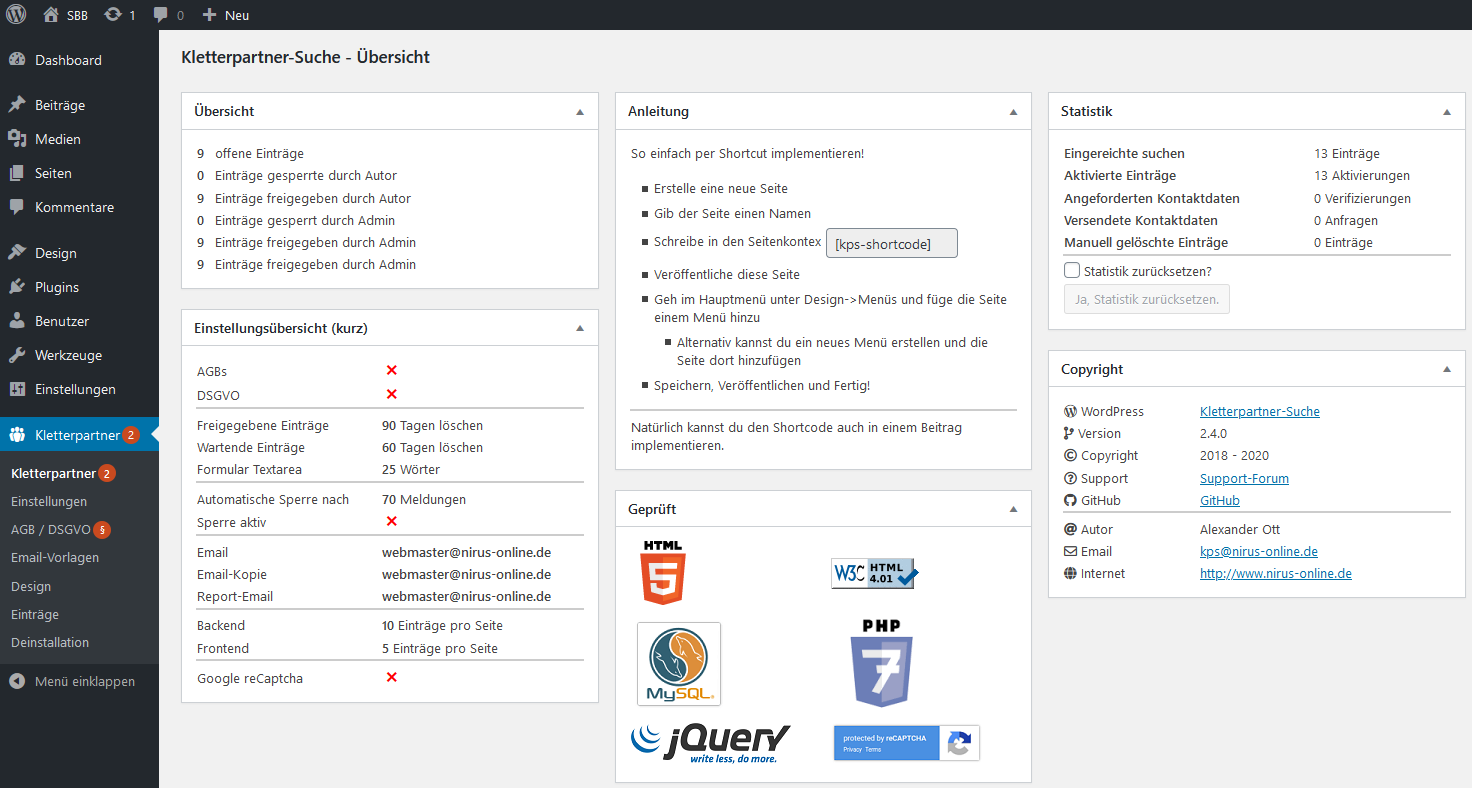 SBB 1 0 Neu
Dashboard
Beiträge
Medien
Seiten
Kommentare
Design
Plugins
Benutzer
Werkzeuge
Einstellungen
Kletterpartner 2
Kletterpartner 2
Einstellungen
AGB / DSGVO §
Email-Vorlagen
Design
Einträge
Deinstallation
Menü einklappen
Kletterpartner-Suche - Übersicht
Übersicht
9 offene Einträge
0 Einträge gesperrte durch Autor
9 Einträge freigegeben durch Autor
0 Einträge gesperrt durch Admin
9 Einträge freigegeben durch Admin
9 Einträge freigegeben durch Admin
Einstellungsübersicht (kurz)
AGBs
DSGVO
Freigegebene Einträge 90 Tagen löschen
Wartende Einträge 60 Tagen löschen
Formular Textarea 25 Wörter
Automatische Sperre nach 70 Meldungen
Sperre aktiv
Email webmaster@nirus-online.de
Email-Kopie webmaster@nirus-online.de
Report-Email webmaster@nirus-online.de
Backend 10 Einträge pro Seite
Frontend 5 Einträge pro Seite
Google reCaptcha
Anleitung
So einfach per Shortcut implementieren!
Erstelle eine neue Seite
Gib der Seite einen Namen
Schreibe in den Seitenkontex [kps-shortcode]
Veröffentliche diese Seite
Geh im Hauptmenü unter Design->Menüs und füge die Seite
einem Menü hinzu
Alternativ kannst du ein neues Menü erstellen und die
Seite dort hinzufügen
Speichern, Veröffentlichen und Fertig!
Natürlich kannst du den Shortcode auch in einem Beitrag
implementieren.
Geprüft
HTML
5
W3C HTML
4.01
MySQL
PHP
7
jQuery
write less, do more.
protected by reCAPTCHA
Privacy Terms
Statistik
Eingereichte suchen 13 Einträge
Aktivierte Einträge 13 Aktivierungen
Angeforderten Kontaktdaten 0 Verifizierungen
Versendete Kontaktdaten 0 Anfragen
Manuell gelöschte Einträge 0 Einträge
Statistik zurücksetzen?
Ja, Statistik zurücksetzen.
Copyright
WordPress Kletterpartner-Suche
Version 2.4.0
Copyright 2018 - 2020
Support Support-Forum
GitHub GitHub
Autor Alexander Ott
Email kps@nirus-online.de
Internet http://www.nirus-online.de